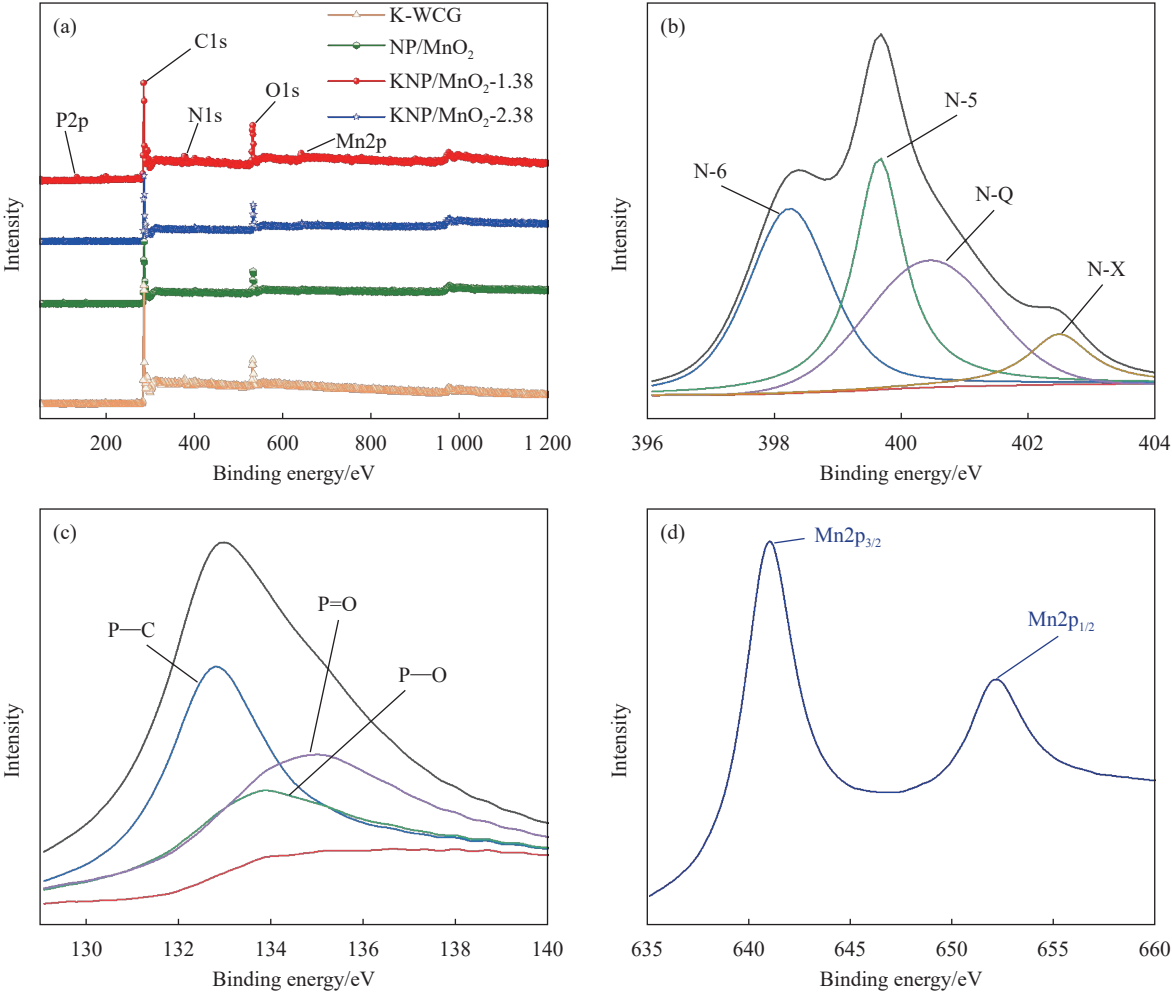 (a)
K-WCG
NP/MnO₂
KNP/MnO₂-1.38
KNP/MnO₂-2.38
C1s
P2p
N1s
O1s
Mn2p
Intensity
200 400 600 800 1 000 1 200
Binding energy/eV
(b)
N-6
N-5
N-Q
N-X
Intensity
396 398 400 402 404
Binding energy/eV
(c)
P—C
P=O
P—O
Intensity
130 132 134 136 138 140
Binding energy/eV
(d)
Mn2p₃/₂
Mn2p₁/₂
Intensity
635 640 645 650 655 660
Binding energy/eV